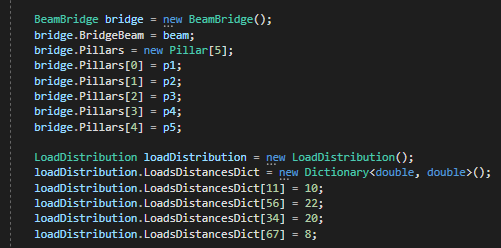 BeamBridge bridge = new BeamBridge();
bridge.BridgeBeam = beam;
bridge.Pillars = new Pillar[5];
bridge.Pillars[0] = p1;
bridge.Pillars[1] = p2;
bridge.Pillars[2] = p3;
bridge.Pillars[3] = p4;
bridge.Pillars[4] = p5;
LoadDistribution loadDistribution = new LoadDistribution();
loadDistribution.LoadsDistancesDict = new Dictionary<double, double>();
loadDistribution.LoadsDistancesDict[11] = 10;
loadDistribution.LoadsDistancesDict[56] = 22;
loadDistribution.LoadsDistancesDict[34] = 20;
loadDistribution.LoadsDistancesDict[67] = 8;